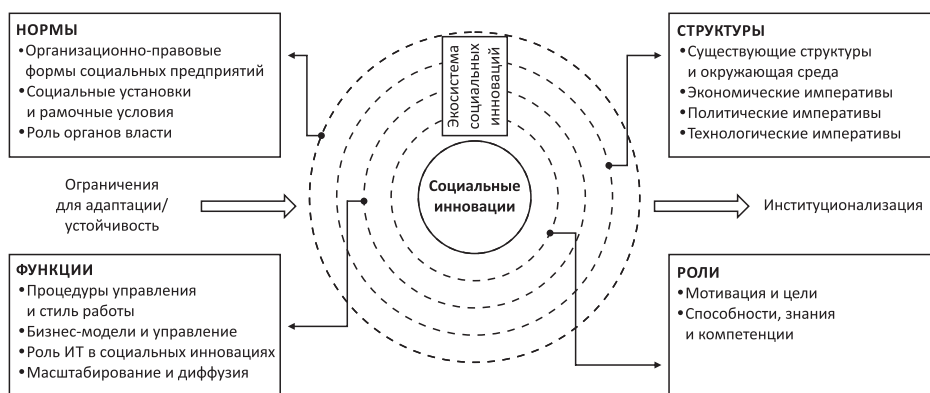 НОРМЫ
•Организационно-правовые
формы социальных предприятий
•Социальные установки
и рамочные условия
•Роль органов власти
Экосистема
социальных
инноваций
СТРУКТУРЫ
•Существующие структуры
и окружающая среда
•Экономические императивы
•Политические императивы
•Технологические императивы
Ограничения
для адаптации/
устойчивость
Социальные
инновации
Институционализация
ФУНКЦИИ
•Процедуры управления
и стиль работы
•Бизнес-модели и управление
•Роль ИТ в социальных инновациях
•Масштабирование и диффузия
РОЛИ
•Мотивация и цели
•Способности, знания
и компетенции